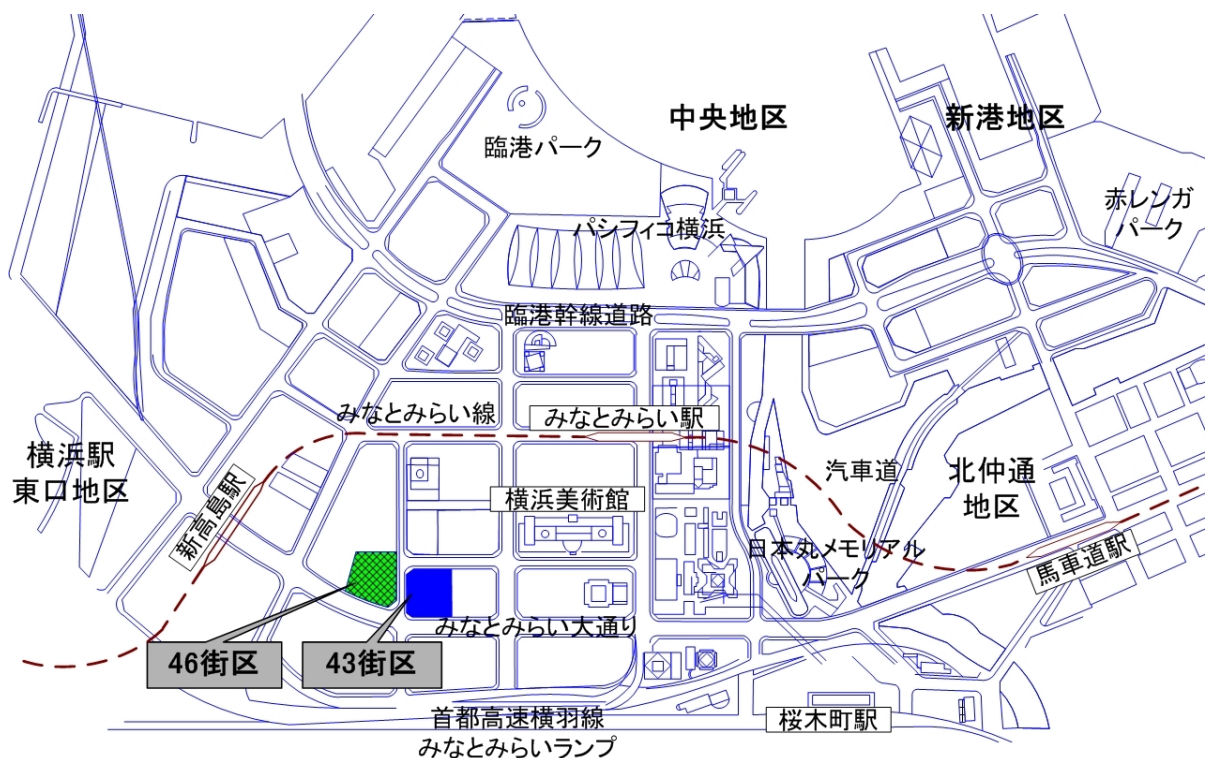 中央地区
新港地区
臨港パーク
赤レンガ
パーク
パシフィコ横浜
臨港幹線道路
みなとみらい線
みなとみらい駅
横浜駅
東口地区
新高島駅
横浜美術館
汽車道
北仲通
地区
日本丸メモリアル
パーク
馬車道駅
みなとみらい大通り
46街区
43街区
首都高速横羽線
みなとみらいランプ
桜木町駅